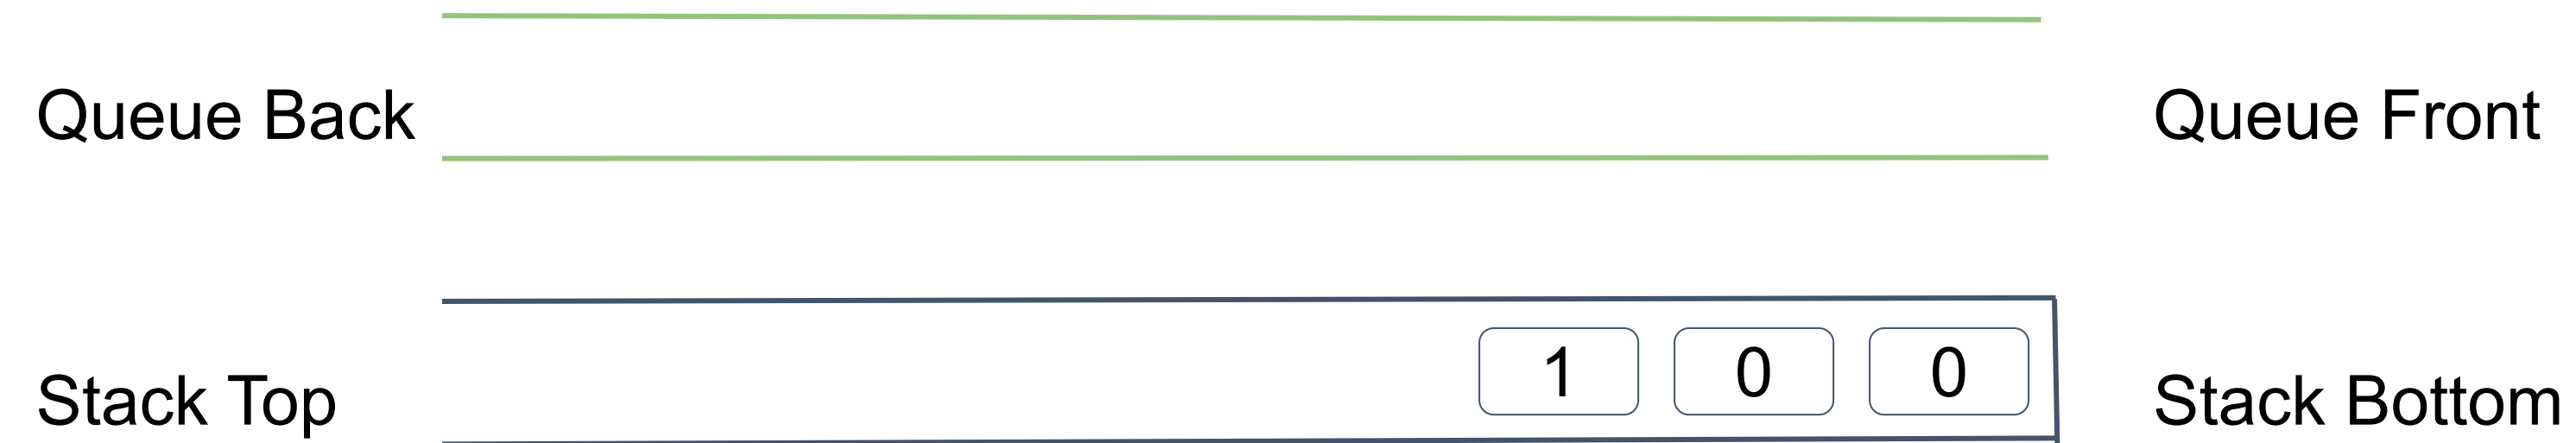 Queue Back
Queue Front
1 0 0
Stack Top
Stack Bottom